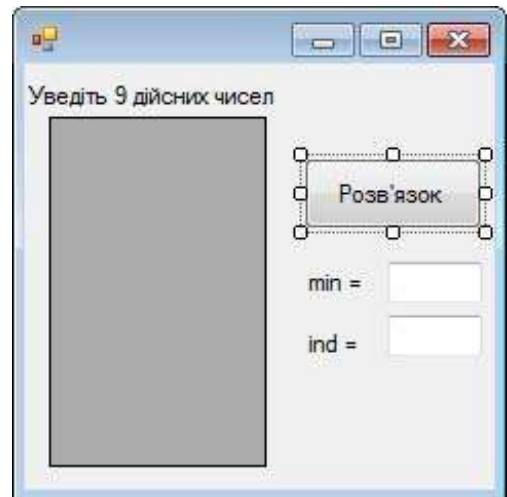 Уведіть 9 дійсних чисел
Розв'язок
min =
ind =